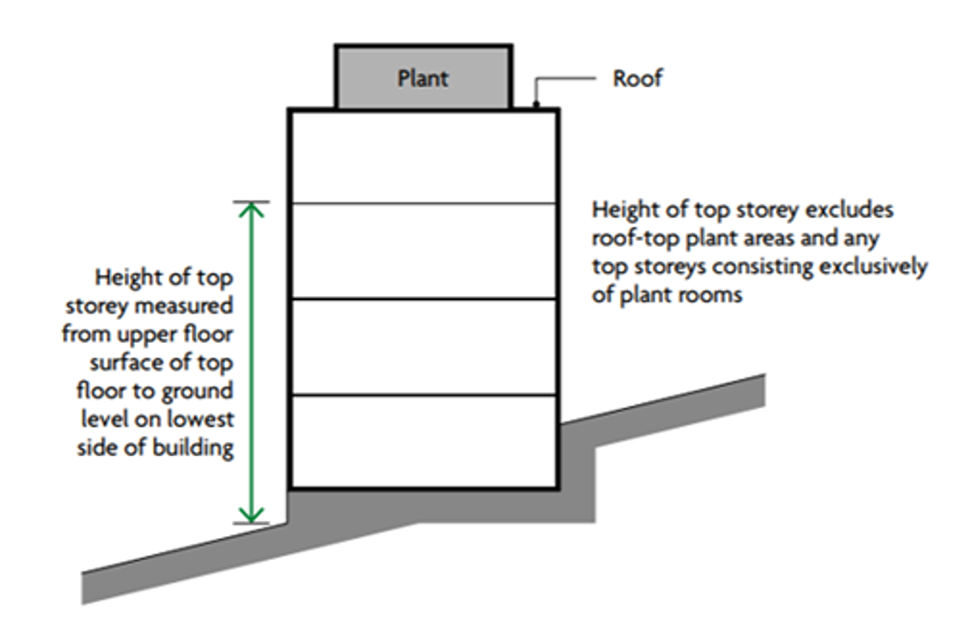 Plant
Roof
Height of top storey excludes
roof-top plant areas and any
top storeys consisting exclusively
of plant rooms
Height of top
storey measured
from upper floor
surface of top
floor to ground
level on lowest
side of building